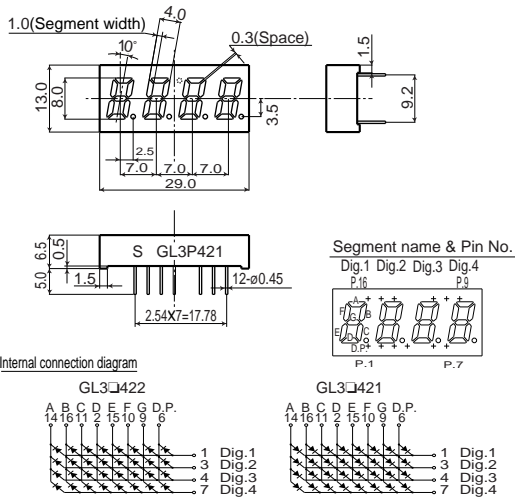 1.0(Segment width)
4.0
0.3(Space)
10°
1.5
13.0
8.0
3.5
9.2
2.5
7.0
7.0
7.0
29.0
6.5
0.5
5.0
1.5
S GL3P421
12-ø0.45
2.54X7=17.78
Segment name & Pin No.
Dig.1 Dig.2 Dig.3 Dig.4
P.16 P.9
A
F G B
E D C
D.P.
P.1 P.7
Internal connection diagram
GL3□422
A B C D E F G D.P.
14 16 11 2 15 10 9 6
1 Dig.1
3 Dig.2
4 Dig.3
7 Dig.4
GL3□421
A B C D E F G D.P.
14 16 11 2 15 10 9 6
1 Dig.1
3 Dig.2
4 Dig.3
7 Dig.4